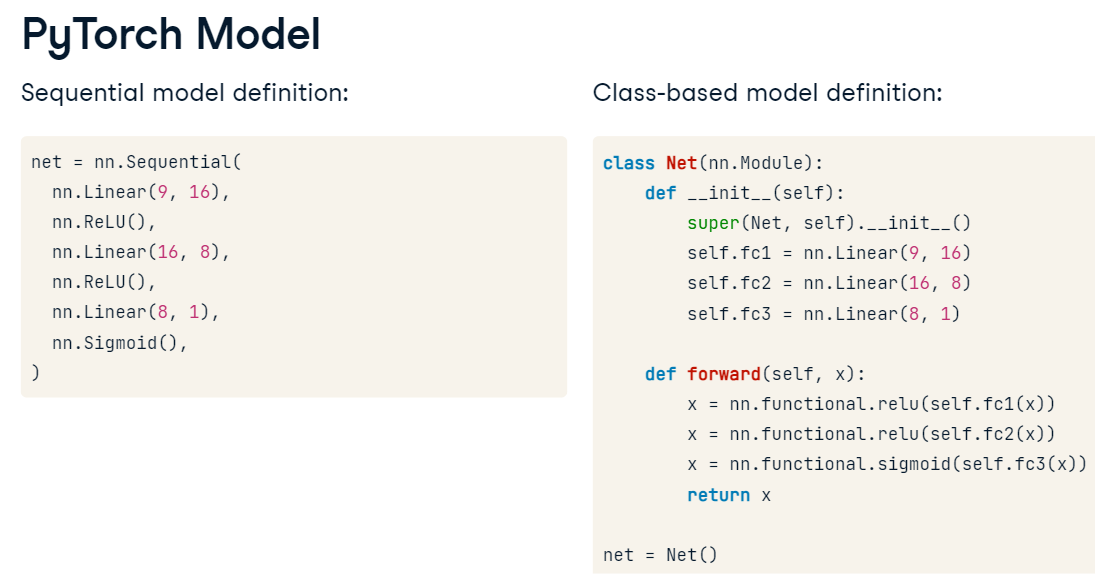 PyTorch Model
Sequential model definition:
net = nn.Sequential(
  nn.Linear(9, 16),
  nn.ReLU(),
  nn.Linear(16, 8),
  nn.ReLU(),
  nn.Linear(8, 1),
  nn.Sigmoid(),
)
Class-based model definition:
class Net(nn.Module):
    def __init__(self):
        super(Net, self).__init__()
        self.fc1 = nn.Linear(9, 16)
        self.fc2 = nn.Linear(16, 8)
        self.fc3 = nn.Linear(8, 1)
    def forward(self, x):
        x = nn.functional.relu(self.fc1(x))
        x = nn.functional.relu(self.fc2(x))
        x = nn.functional.sigmoid(self.fc3(x))
        return x
net = Net()